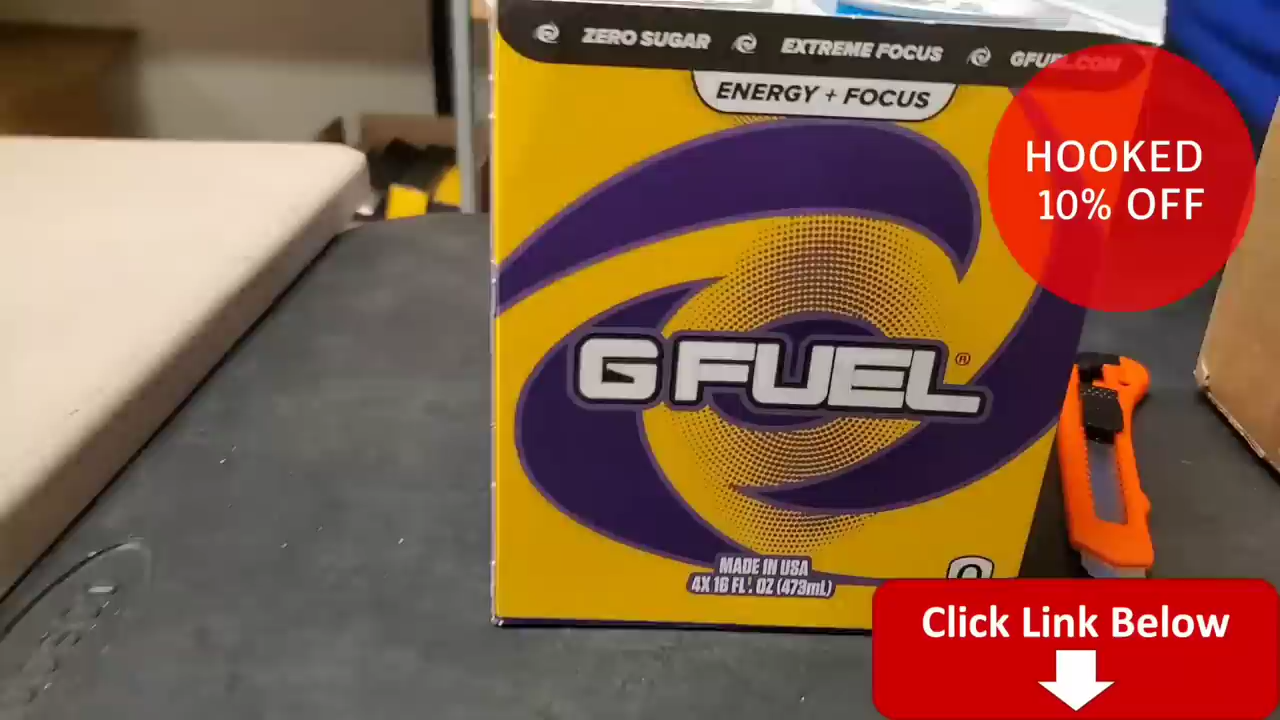 ZERO SUGAR EXTREME FOCUS GFUEL.COM
ENERGY + FOCUS
HOOKED
10% OFF
G FUEL®
MADE IN USA
4X 16 FL. OZ (473mL)
Click Link Below